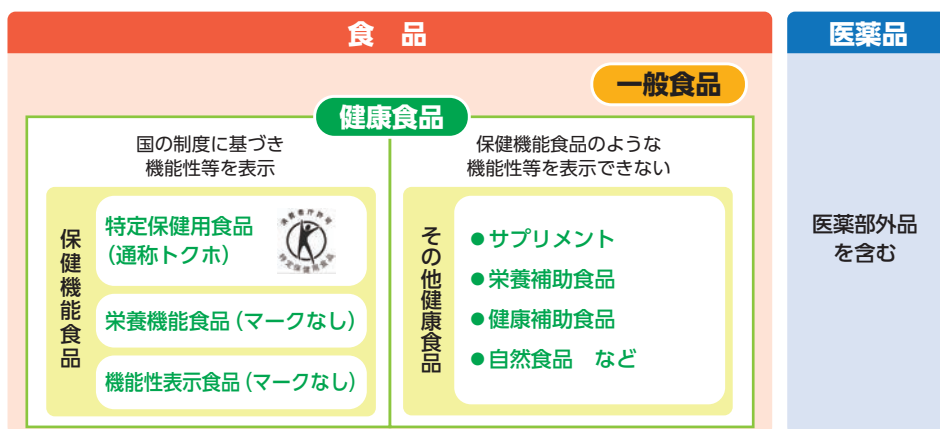 食 品
医薬品
一般食品
健康食品
国の制度に基づき
機能性等を表示
保健機能食品
特定保健用食品
(通称トクホ)
消費者庁許可
特定保健用食品
栄養機能食品(マークなし)
機能性表示食品(マークなし)
保健機能食品のような
機能性等を表示できない
その他健康食品
●サプリメント
●栄養補助食品
●健康補助食品
●自然食品 など
医薬部外品
を含む